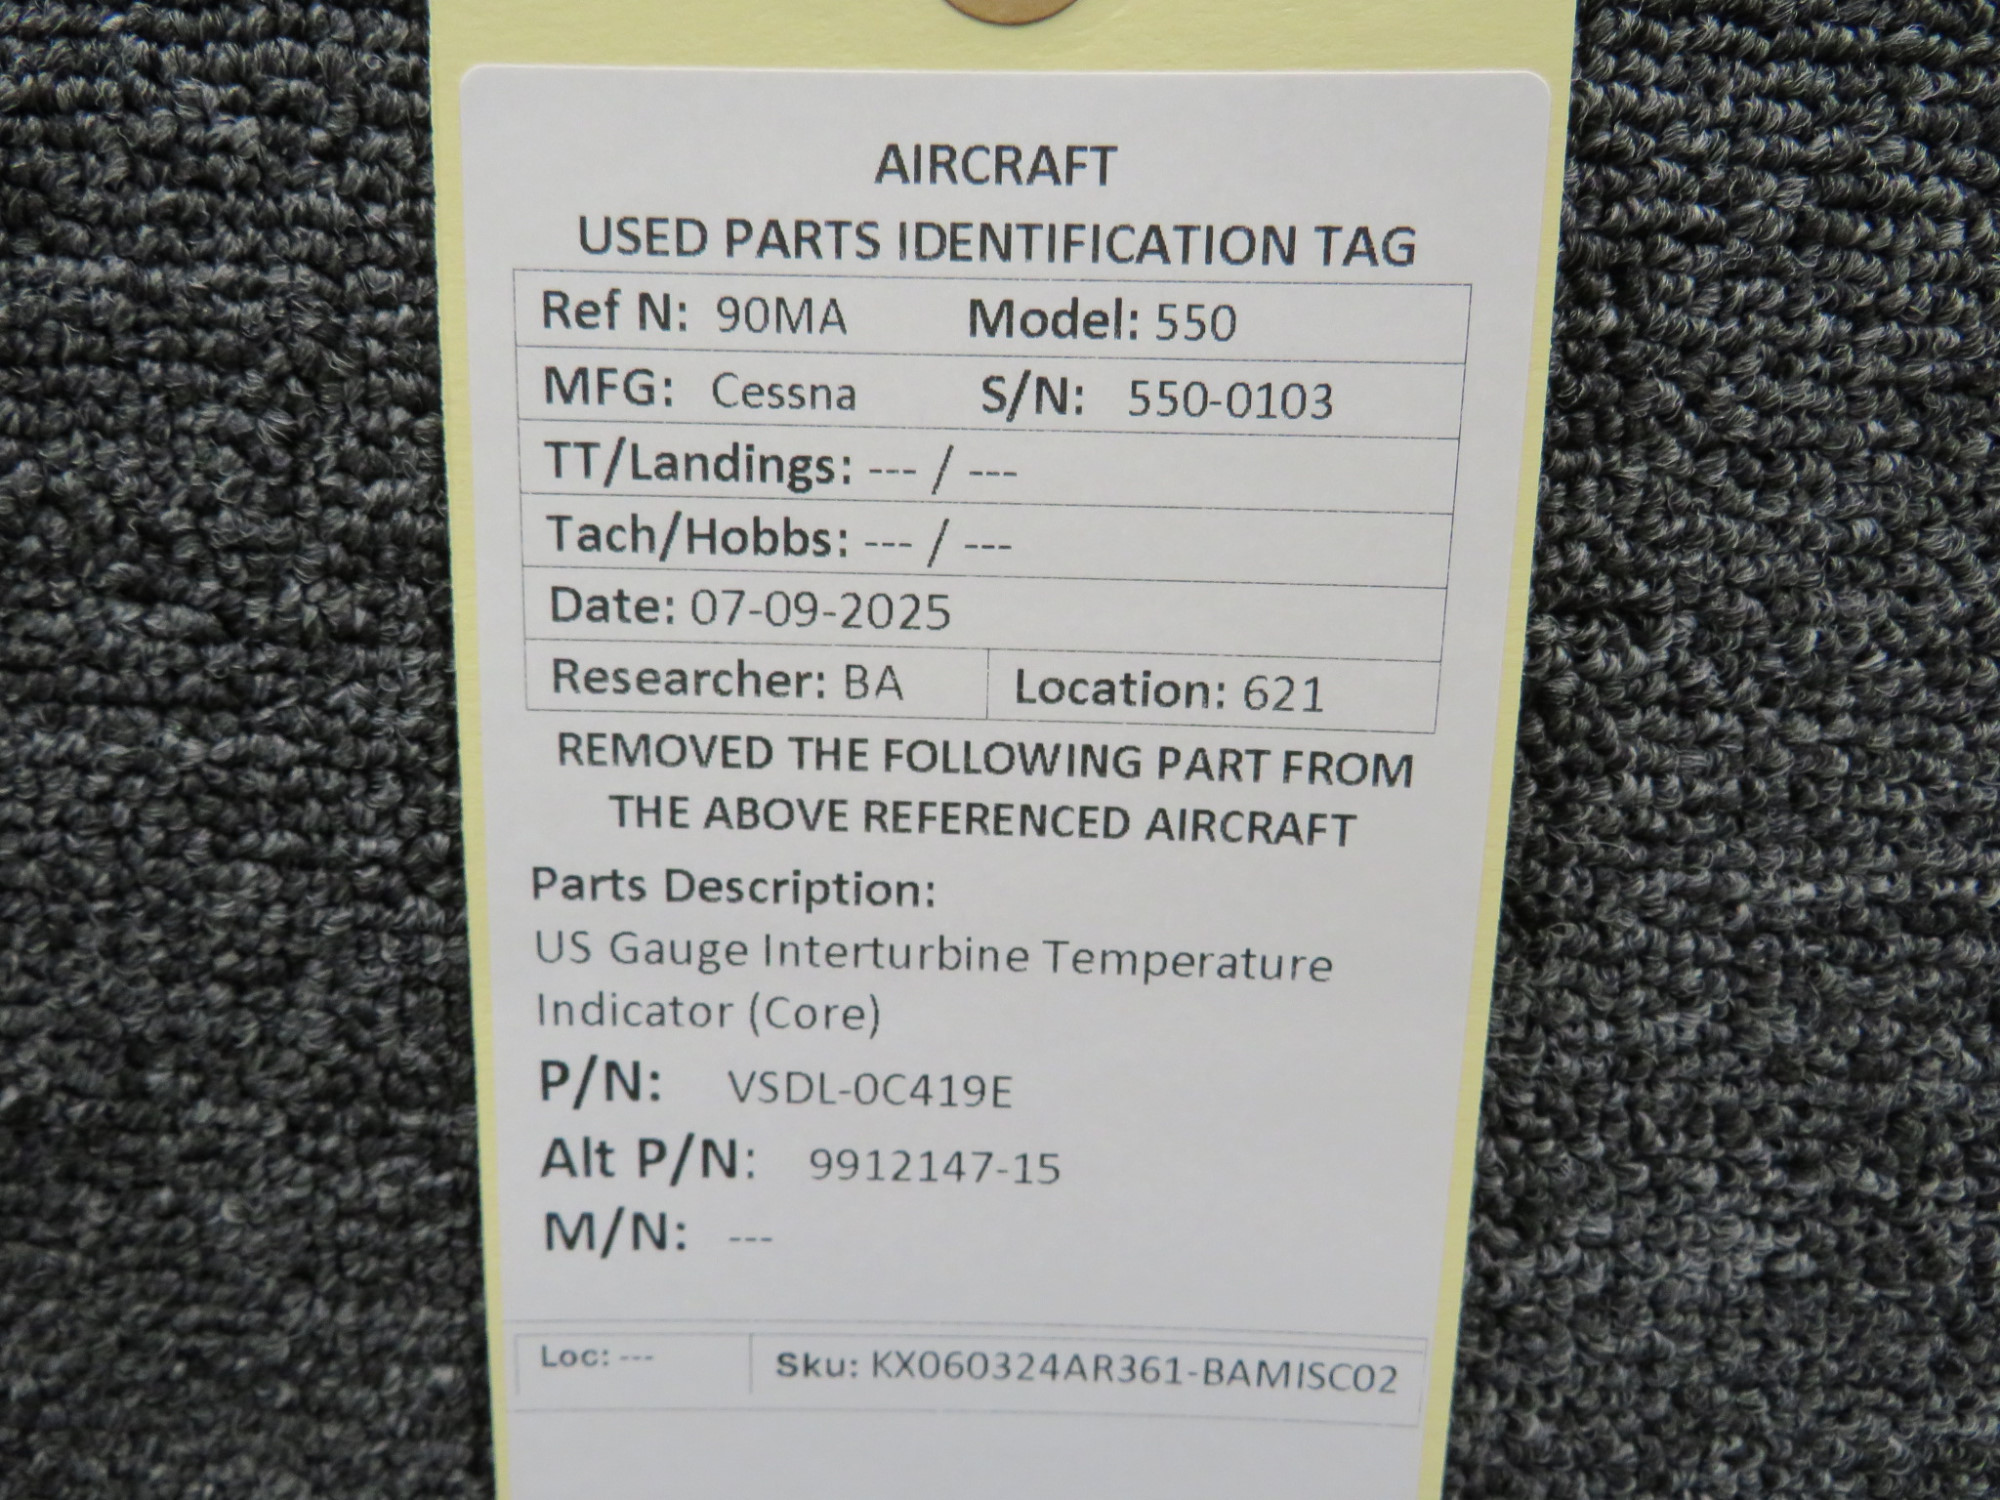 AIRCRAFT
USED PARTS IDENTIFICATION TAG
Ref N: 90MA Model: 550
MFG: Cessna S/N: 550-0103
TT/Landings: --- / ---
Tach/Hobbs: --- / ---
Date: 07-09-2025
Researcher: BA Location: 621
REMOVED THE FOLLOWING PART FROM
THE ABOVE REFERENCED AIRCRAFT
Parts Description:
US Gauge Interturbine Temperature
Indicator (Core)
P/N: VSDL-0C419E
Alt P/N: 9912147-15
M/N: ---
Loc: --- Sku: KX060324AR361-BAMISC02